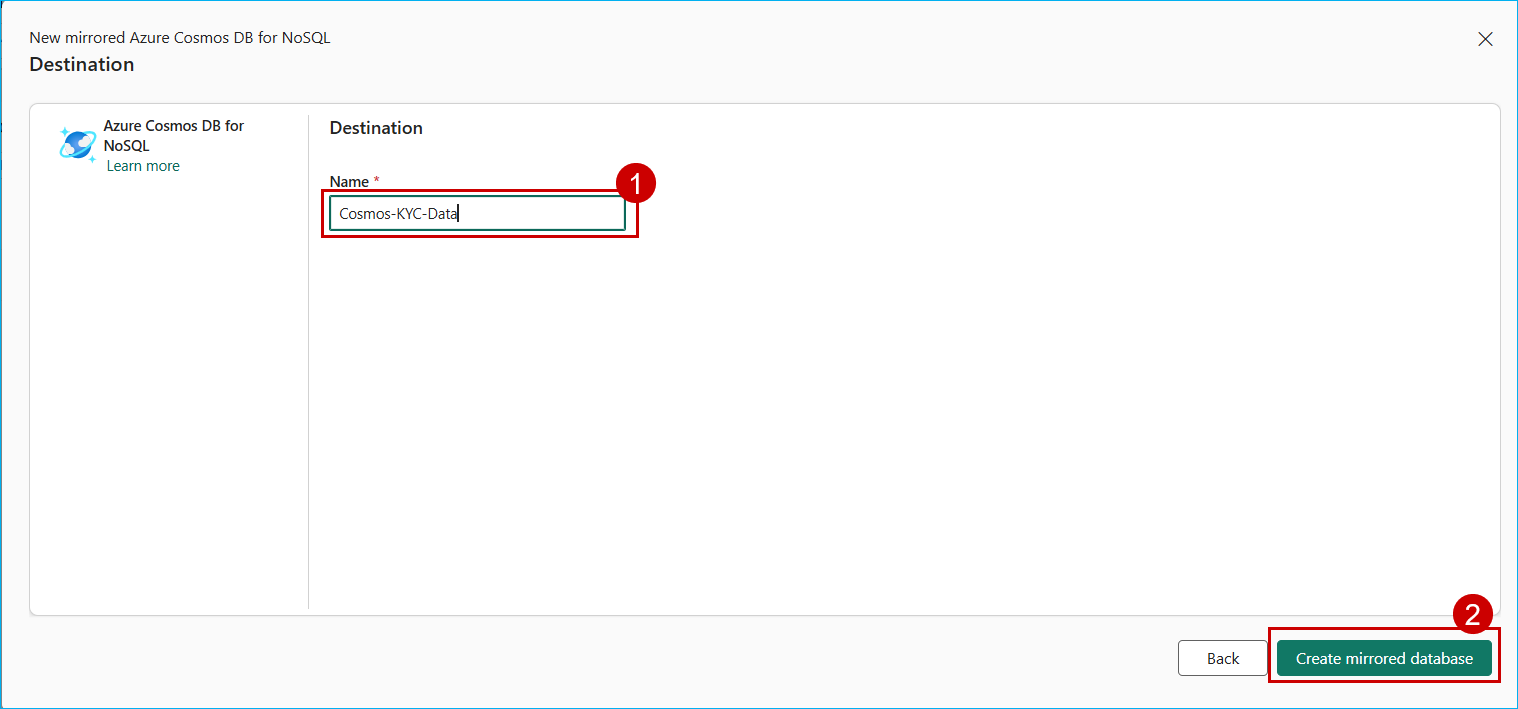 New mirrored Azure Cosmos DB for NoSQL
Destination
Azure Cosmos DB for
NoSQL
Learn more
Destination
Name *
1
Cosmos-KYC-Data
2
Back
Create mirrored database